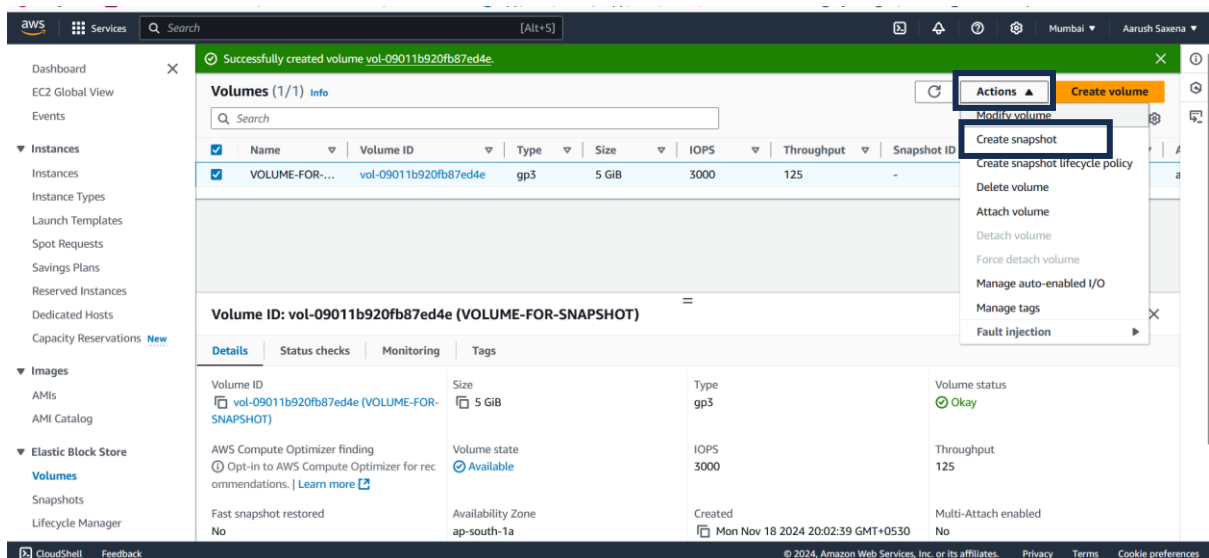 aws Services Search [Alt+S] Mumbai Aarush Saxena
Dashboard
EC2 Global View
Events
Instances
Instances
Instance Types
Launch Templates
Spot Requests
Savings Plans
Reserved Instances
Dedicated Hosts
Capacity Reservations New
Images
AMIs
AMI Catalog
Elastic Block Store
Volumes
Snapshots
Lifecycle Manager
Successfully created volume vol-09011b920fb87ed4e.
Volumes (1/1) Info
Actions Create volume
Search
Modify volume
Create snapshot
Create snapshot lifecycle policy
Delete volume
Attach volume
Detach volume
Force detach volume
Manage auto-enabled I/O
Manage tags
Fault injection
Name Volume ID Type Size IOPS Throughput Snapshot ID
VOLUME-FOR-... vol-09011b920fb87ed4e gp3 5 GiB 3000 125 -
Volume ID: vol-09011b920fb87ed4e (VOLUME-FOR-SNAPSHOT)
Details Status checks Monitoring Tags
Volume ID
vol-09011b920fb87ed4e (VOLUME-FOR-
SNAPSHOT)
Size
5 GiB
Type
gp3
Volume status
Okay
AWS Compute Optimizer finding
Opt-in to AWS Compute Optimizer for rec
ommendations. | Learn more
Volume state
Available
IOPS
3000
Throughput
125
Fast snapshot restored
No
Availability Zone
ap-south-1a
Created
Mon Nov 18 2024 20:02:39 GMT+0530
Multi-Attach enabled
No
CloudShell Feedback © 2024, Amazon Web Services, Inc. or its affiliates. Privacy Terms Cookie preferences